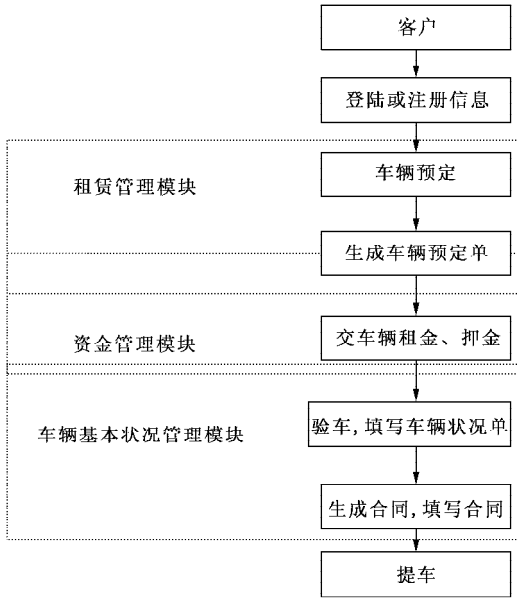 客户
登陆或注册信息
车辆预定
租赁管理模块
生成车辆预定单
交车辆租金、押金
资金管理模块
验车,填写车辆状况单
车辆基本状况管理模块
生成合同,填写合同
提车